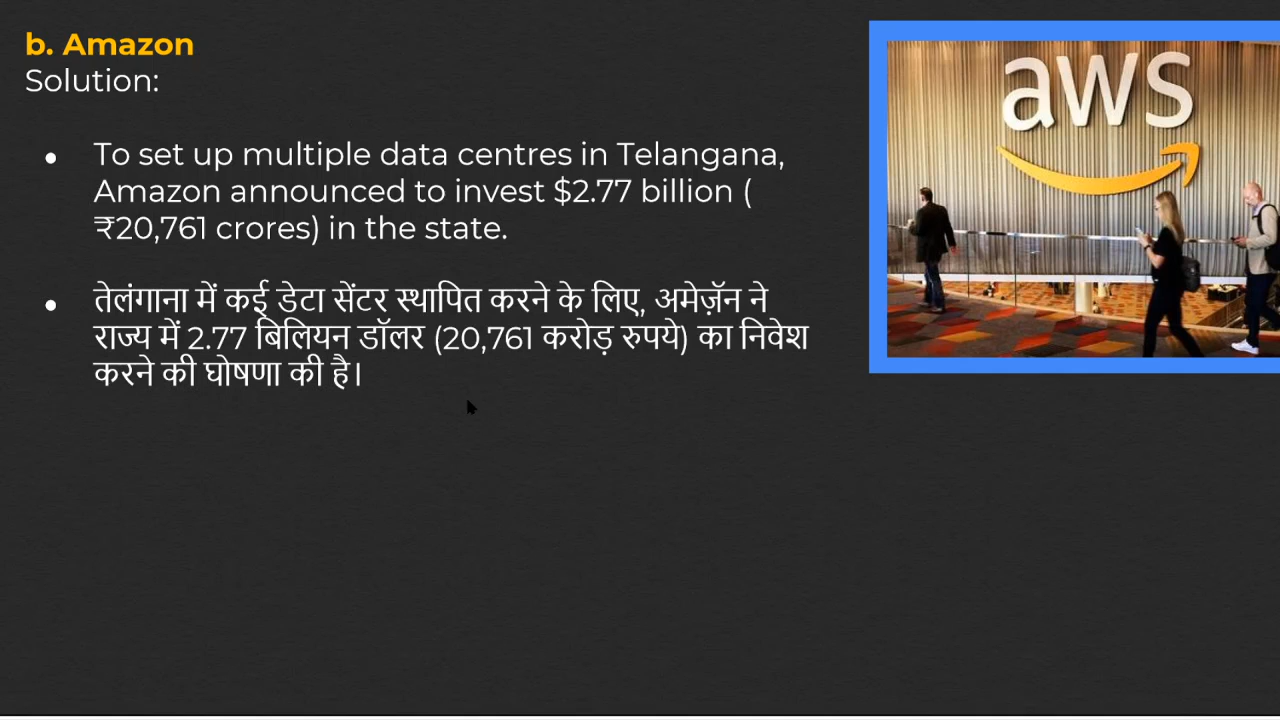 b. Amazon
Solution:
● To set up multiple data centres in Telangana,
Amazon announced to invest $2.77 billion (
₹20,761 crores) in the state.
● तेलंगाना में कई डेटा सेंटर स्थापित करने के लिए, अमेज़ॅन ने
राज्य में 2.77 बिलियन डॉलर (20,761 करोड़ रुपये) का निवेश
करने की घोषणा की है।
aws